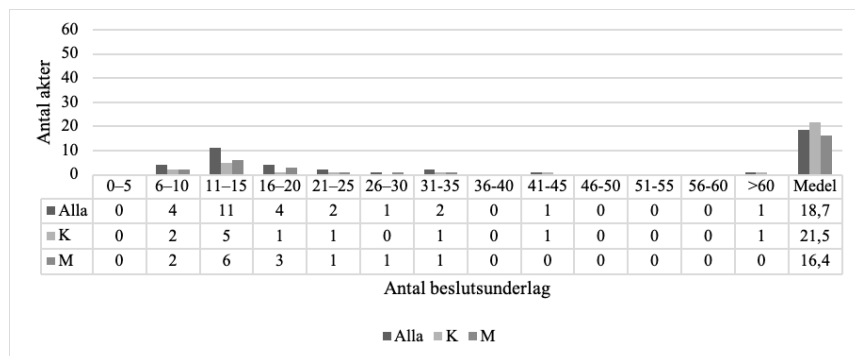 60
50
40
30
20
10
0
Antal akter
0–5 6–10 11–15 16–20 21–25 26–30 31-35 36-40 41-45 46-50 51-55 56-60 >60 Medel
Alla 0 4 11 4 2 1 2 0 1 0 0 0 1 18,7
K 0 2 5 1 1 0 1 0 1 0 0 0 1 21,5
M 0 2 6 3 1 1 1 0 0 0 0 0 0 16,4
Antal beslutsunderlag
Alla K M